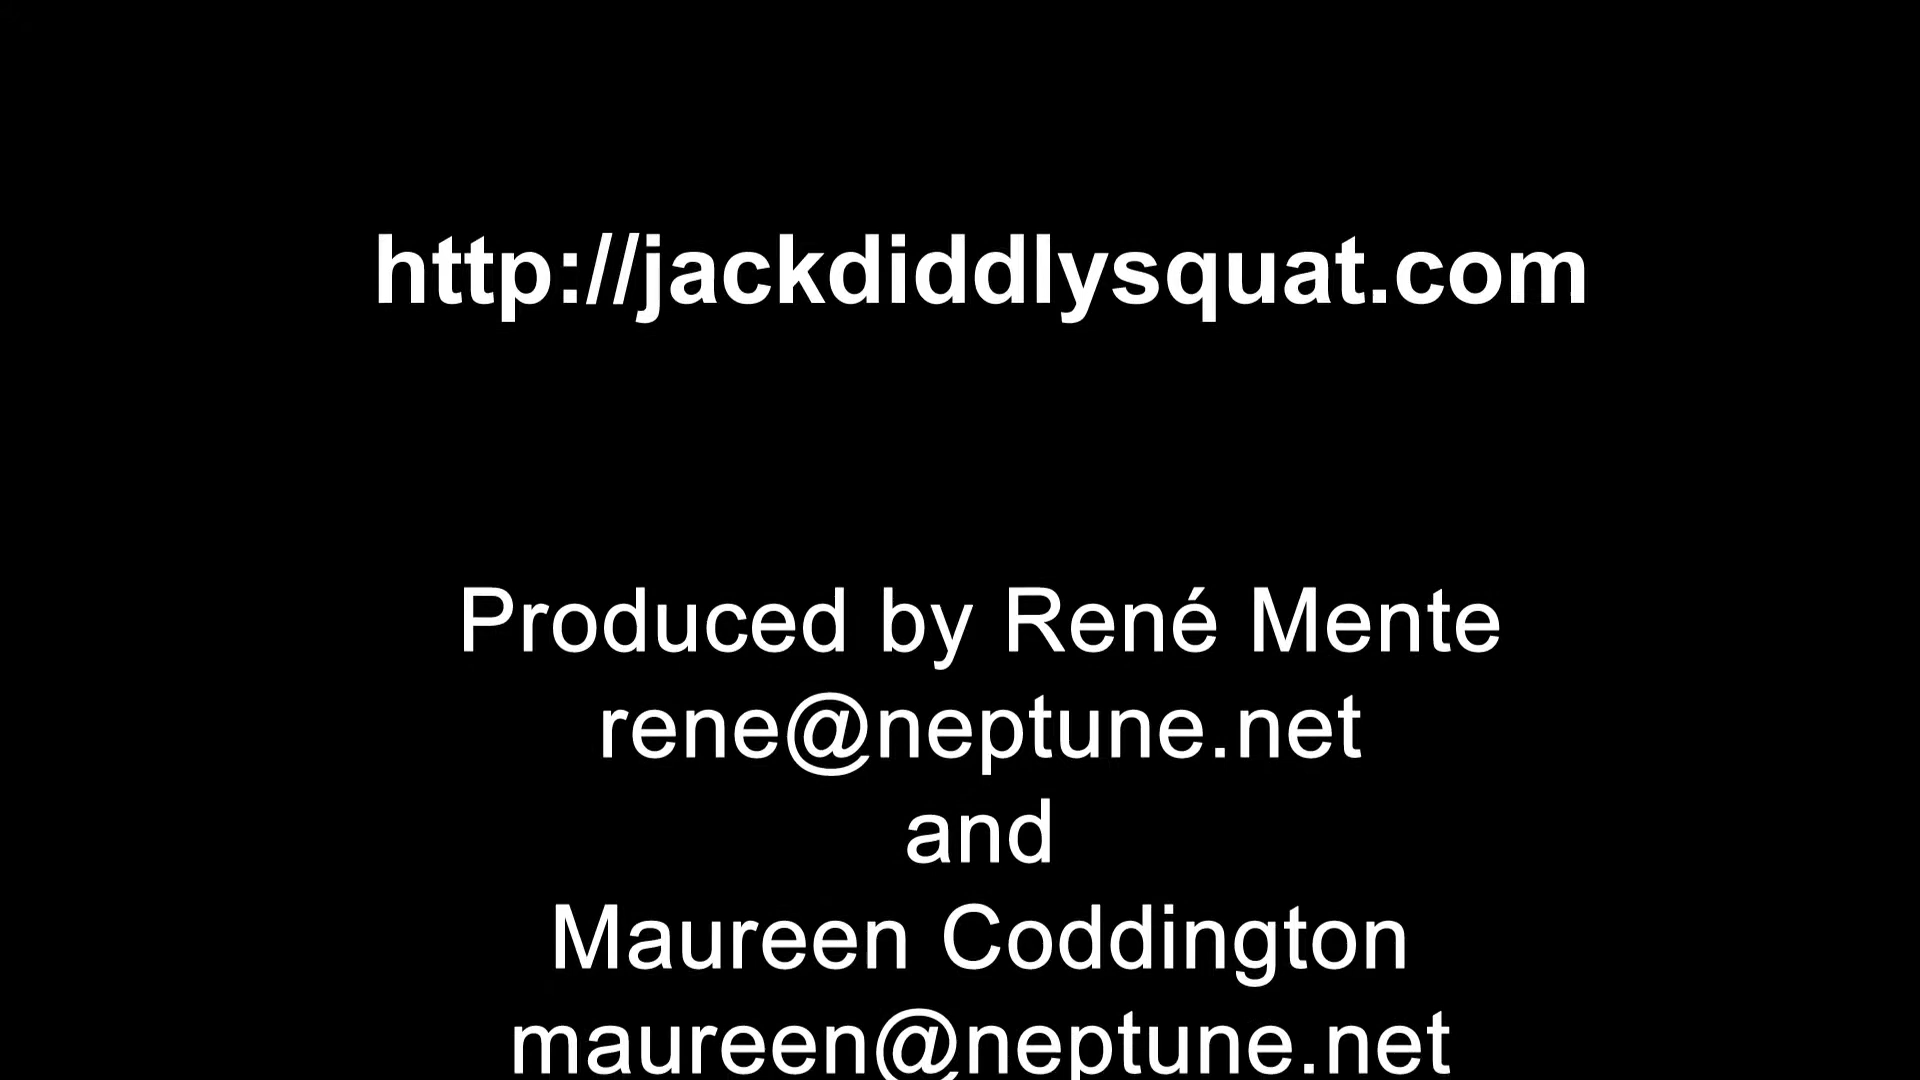 http://jackdiddlysquat.com
Produced by René Mente
rene@neptune.net
and
Maureen Coddington
maureen@neptune.net